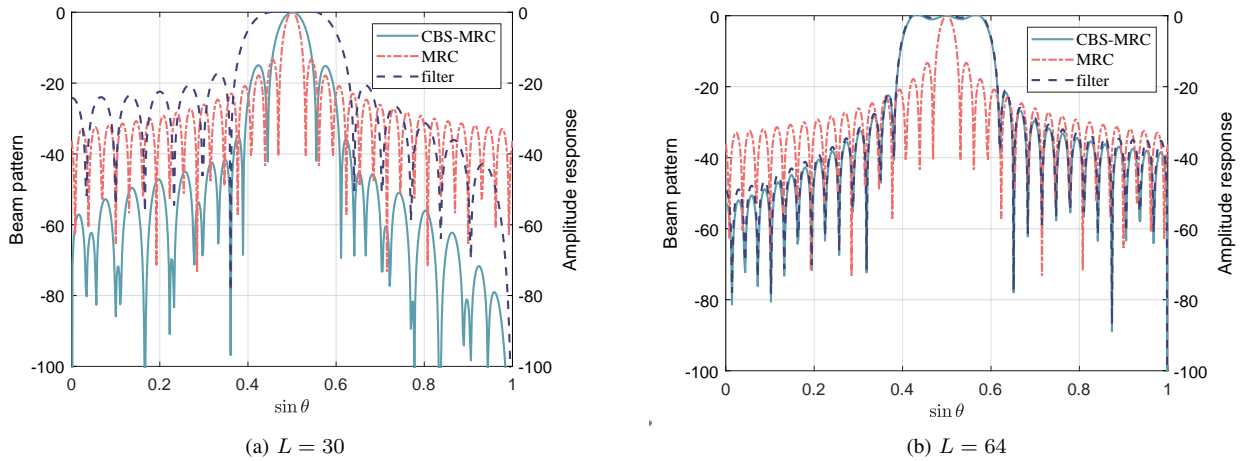 0
-20
-40
-60
-80
-100
Beam pattern
0
0.2
0.4
0.6
0.8
1
sin θ
0
-20
-40
-60
-80
-100
Amplitude response
CBS-MRC
MRC
filter
(a) L = 30
0
-20
-40
-60
-80
-100
Beam pattern
0
0.2
0.4
0.6
0.8
1
sin θ
0
-20
-40
-60
-80
-100
Amplitude response
CBS-MRC
MRC
filter
(b) L = 64